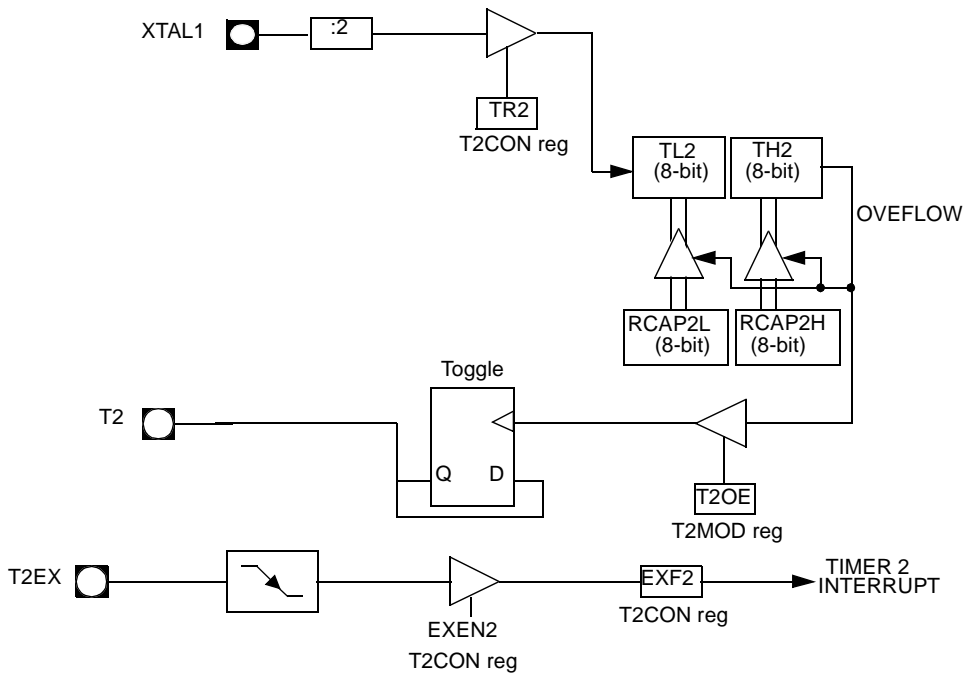 XTAL1
:2
TR2
T2CON reg
TL2
(8-bit)
TH2
(8-bit)
OVEFLOW
RCAP2L
(8-bit)
RCAP2H
(8-bit)
Toggle
T2
Q
D
T2OE
T2MOD reg
T2EX
EXEN2
T2CON reg
EXF2
T2CON reg
TIMER 2
INTERRUPT